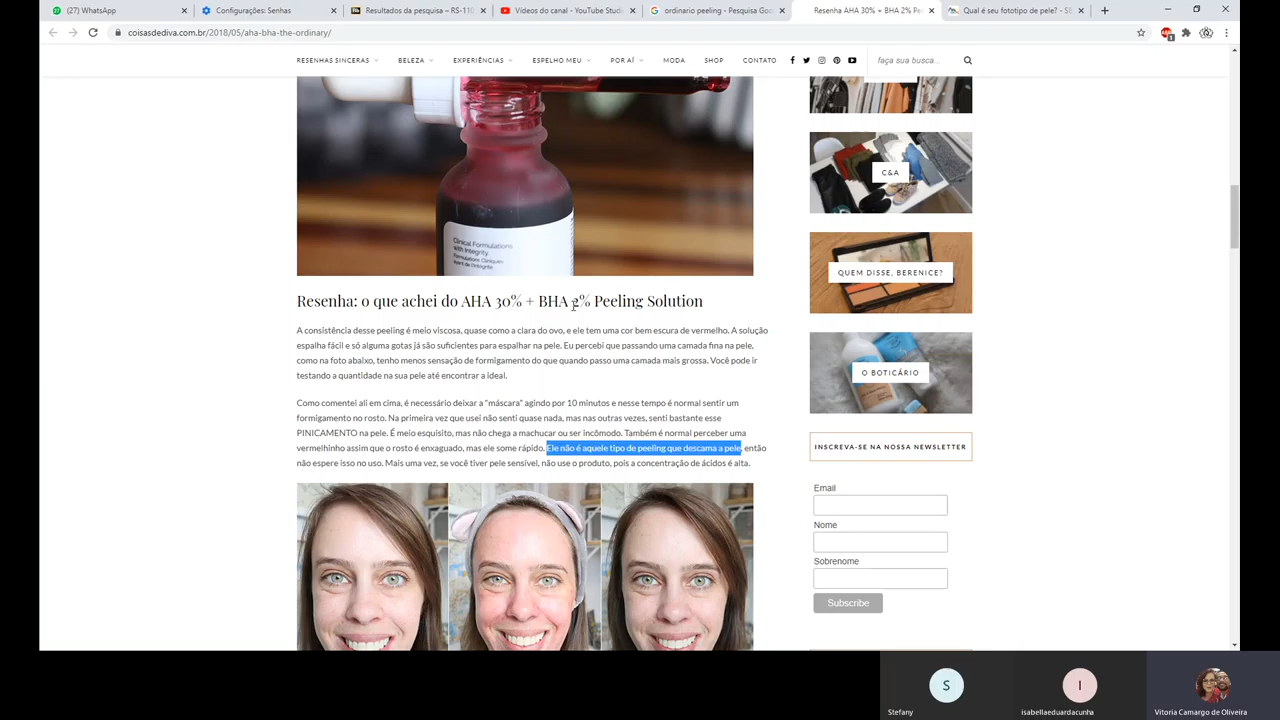 (27) WhatsApp
Configurações: Senhas
Resultados da pesquisa – RS-110
Vídeos do canal - YouTube Studi
ordinario peeling - Pesquisa Goo
Resenha AHA 30% + BHA 2% Pe
Qual é seu fototipo de pele? - SB
coisasdediva.com.br/2018/05/aha-bha-the-ordinary/
RESENHAS SINCERAS
BELEZA
EXPERIÊNCIAS
ESPELHO MEU
POR AÍ
MODA
SHOP
CONTATO
faça sua busca...
Clinical Formulations
with Integrity
Formulations Cliniques
Avec de l'Intégrité
Resenha: o que achei do AHA 30% + BHA 2% Peeling Solution
A consistência desse peeling é meio viscosa, quase como a clara do ovo, e ele tem uma cor bem escura de vermelho. A solução
espalha fácil e só alguma gotas já são suficientes para espalhar na pele. Eu percebi que passando uma camada fina na pele,
como na foto abaixo, tenho menos sensação de formigamento do que quando passo uma camada mais grossa. Você pode ir
testando a quantidade na sua pele até encontrar a ideal.
Como comentei ali em cima, é necessário deixar a "máscara" agindo por 10 minutos e nesse tempo é normal sentir um
formigamento no rosto. Na primeira vez que usei não senti quase nada, mas nas outras vezes, senti bastante esse
PINICAMENTO na pele. É meio esquisito, mas não chega a machucar ou ser incômodo. Também é normal perceber uma
vermelhinho assim que o rosto é enxaguado, mas ele some rápido. Ele não é aquele tipo de peeling que descama a pele, então
não espere isso no uso. Mais uma vez, se você tiver pele sensível, não use o produto, pois a concentração de ácidos é alta.
C&A
QUEM DISSE, BERENICE?
O BOTICÁRIO
INSCREVA-SE NA NOSSA NEWSLETTER
Email
Nome
Sobrenome
Subscribe
S
Stefany
I
isabellaeduardacunha
Vitoria Camargo de Oliveira